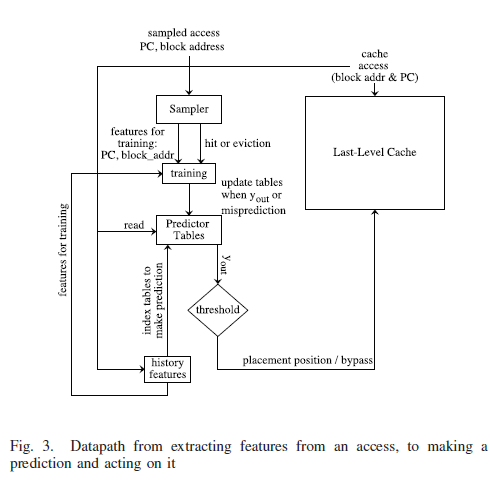 sampled access
PC, block address
cache
access
(block addr & PC)
Sampler
features for
training:
PC, block_addr
hit or eviction
Last-Level Cache
training
update tables
when yout or
misprediction
features for training
read
Predictor
Tables
yout
index tables to
make prediction
threshold
placement position / bypass
history
features
Fig. 3. Datapath from extracting features from an access, to making a
prediction and acting on it